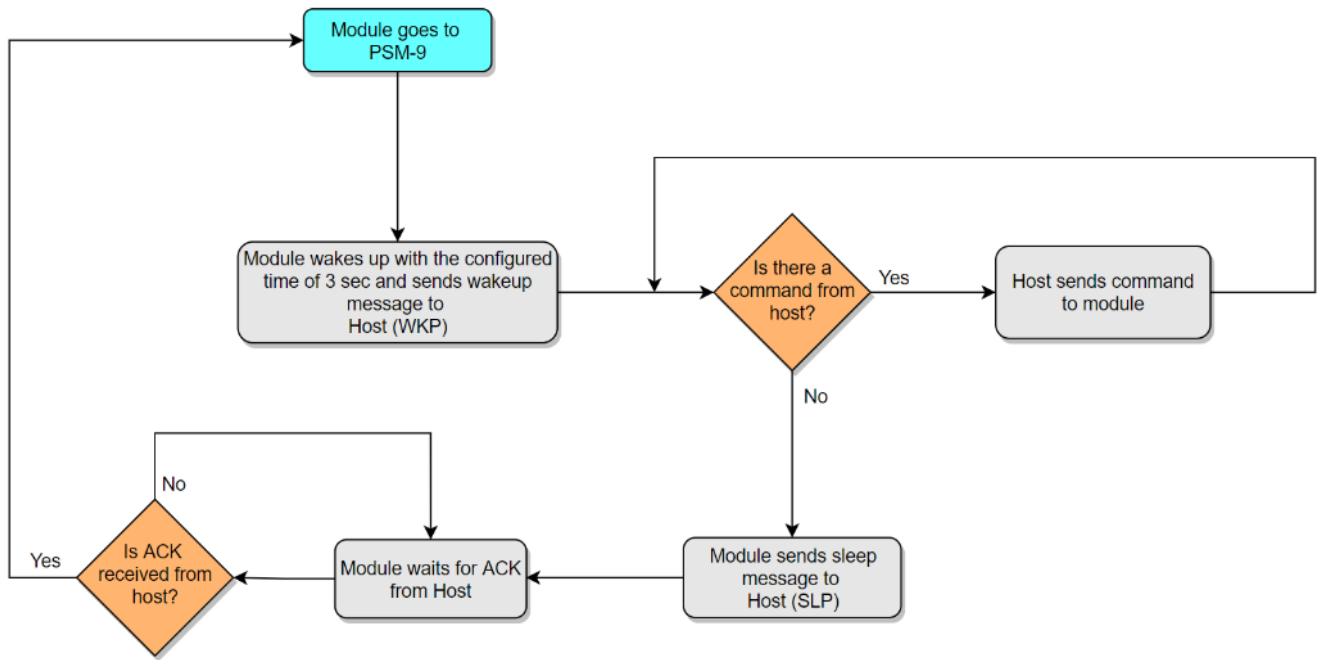 Module goes to
PSM-9
Module wakes up with the configured
time of 3 sec and sends wakeup
message to
Host (WKP)
Is there a
command from
host?
Yes
Host sends command
to module
No
No
Yes
Is ACK
received from
host?
Module waits for ACK
from Host
Module sends sleep
message to
Host (SLP)